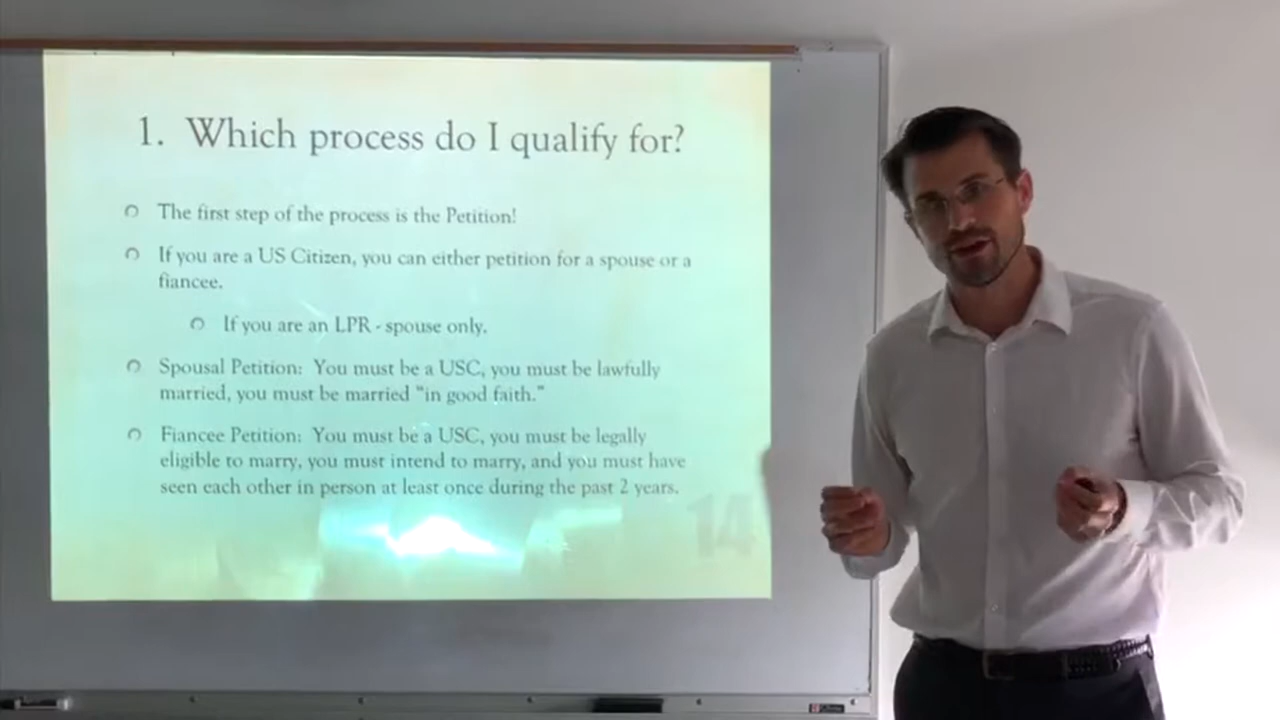 1. Which process do I qualify for?
The first step of the process is the Petition!
If you are a US Citizen, you can either petition for a spouse or a
fiancee.
If you are an LPR - spouse only.
Spousal Petition: You must be a USC, you must be lawfully
married, you must be married "in good faith."
Fiancee Petition: You must be a USC, you must be legally
eligible to marry, you must intend to marry, and you must have
seen each other in person at least once during the past 2 years.
14